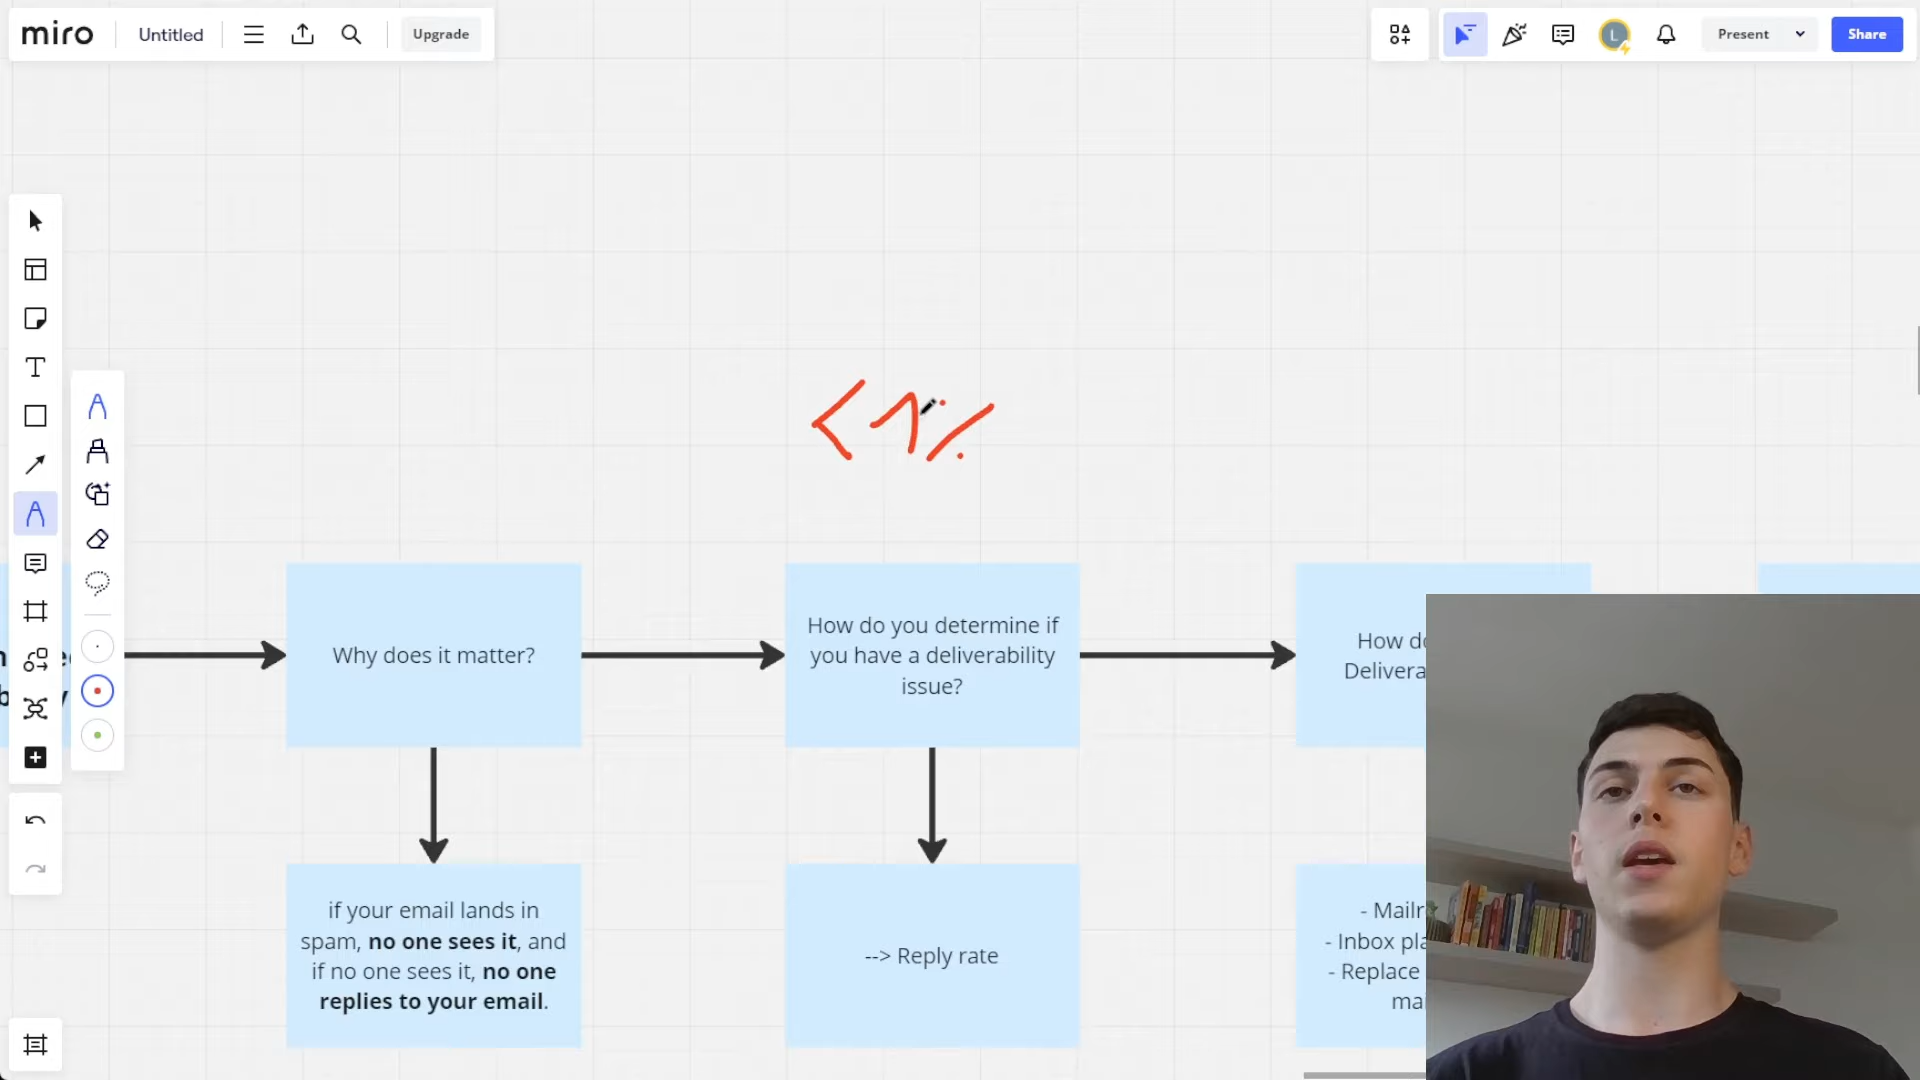 miro
Untitled
Upgrade
L
Present
Share
<1%
Why does it matter?
How do you determine if
you have a deliverability
issue?
How do
Delivera
if your email lands in
spam, no one sees it, and
if no one sees it, no one
replies to your email.
--> Reply rate
- Mailr
- Inbox pla
- Replace
ma